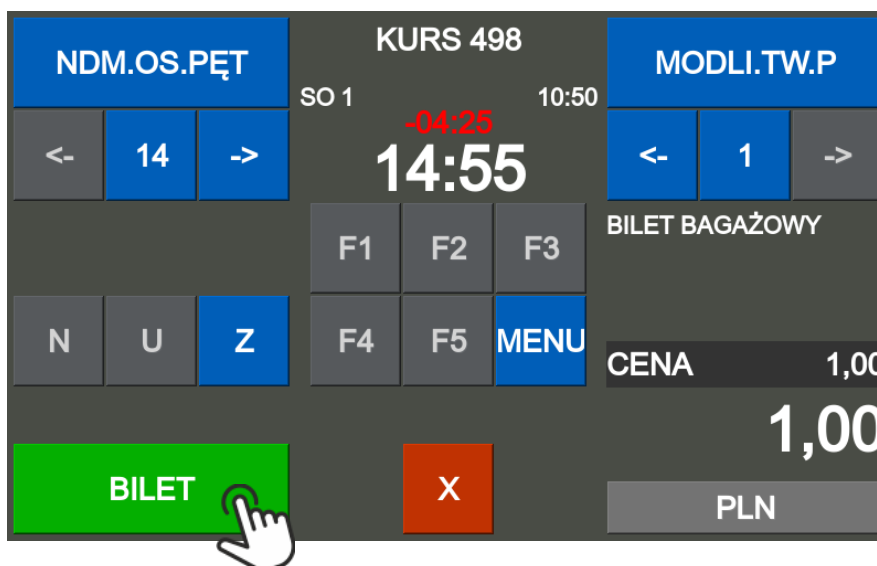 NDM.OS.PĘT
KURS 498
MODLI.TW.P
SO 1 10:50
-04:25
14:55
<- 14 ->
<- 1 ->
BILET BAGAŻOWY
F1 F2 F3
N U Z
F4 F5 MENU
CENA 1,00
1,00
BILET
X
PLN